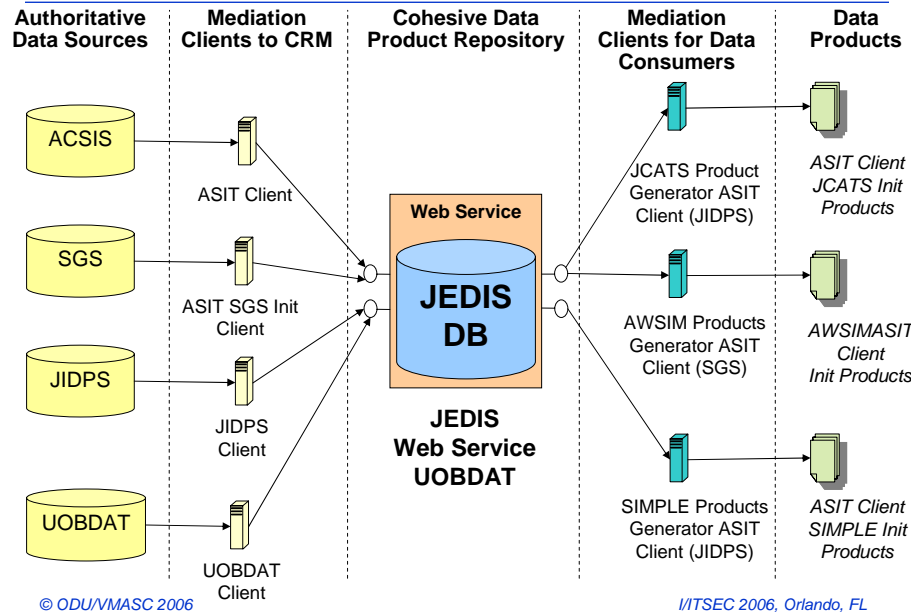 Authoritative
Data Sources
Mediation
Clients to CRM
Cohesive Data
Product Repository
Mediation
Clients for Data
Consumers
Data
Products
ACSIS
SGS
JIDPS
UOBDAT
ASIT Client
ASIT SGS Init
Client
JIDPS
Client
UOBDAT
Client
Web Service
JEDIS
DB
JEDIS
Web Service
UOBDAT
JCATS Product
Generator ASIT
Client (JIDPS)
AWSIM Products
Generator ASIT
Client (SGS)
SIMPLE Products
Generator ASIT
Client (JIDPS)
ASIT Client
JCATS Init
Products
AWSIMASIT
Client
Init Products
ASIT Client
SIMPLE Init
Products
© ODU/VMASC 2006
I/ITSEC 2006, Orlando, FL